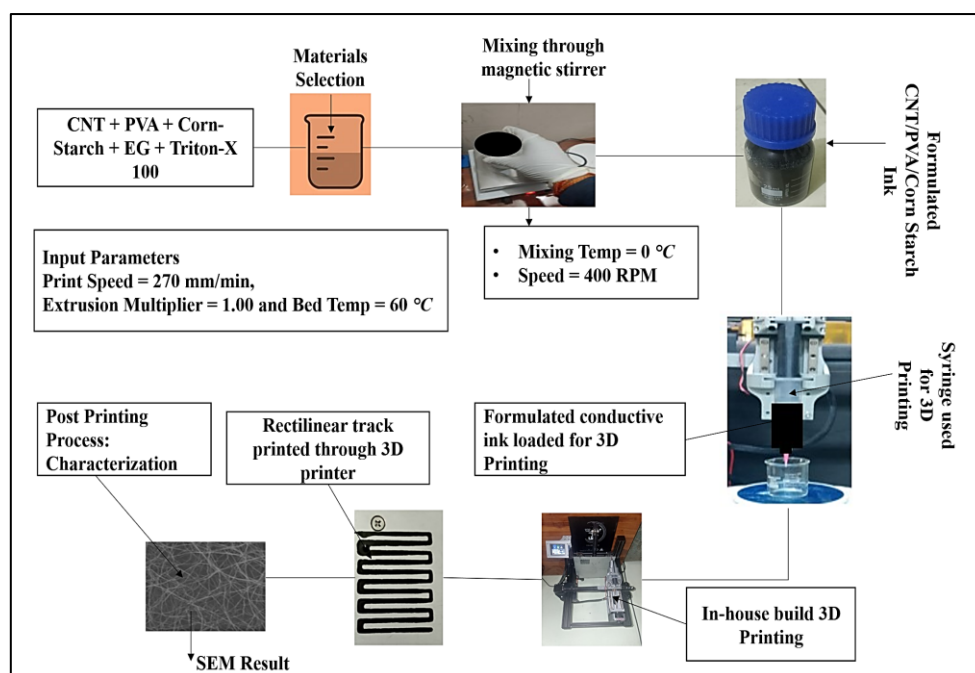 Materials
Selection
Mixing through
magnetic stirrer
CNT + PVA + Corn-
Starch + EG + Triton-X
100
Formulated
CNT/PVA/Corn Starch
Ink
Input Parameters
Print Speed = 270 mm/min,
Extrusion Multiplier = 1.00 and Bed Temp = 60 °C
• Mixing Temp = 0 °C
• Speed = 400 RPM
Syringe used
for 3D
Printing
Post Printing
Process:
Characterization
Rectilinear track
printed through 3D
printer
Formulated conductive
ink loaded for 3D
Printing
In-house build 3D
Printing
SEM Result